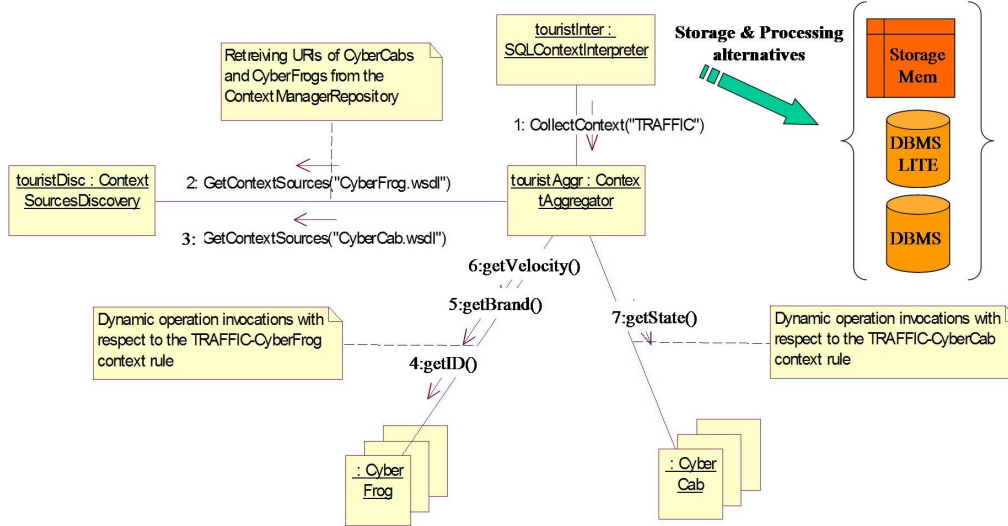 Retreiving URIs of CyberCabs
and CyberFrogs from the
ContextManagerRepository
touristInter :
SQLContextInterpreter
Storage & Processing
alternatives
Storage
Mem
DBMS
LITE
DBMS
1: CollectContext("TRAFFIC")
touristDisc : Context
SourcesDiscovery
2: GetContextSources("CyberFrog.wsdl")
3: GetContextSources("CyberCab.wsdl")
touristAggr : Contex
tAggregator
6:getVelocity()
5:getBrand()
4:getID()
7:getState()
Dynamic operation invocations with
respect to the TRAFFIC-CyberFrog
context rule
Dynamic operation invocations with
respect to the TRAFFIC-CyberCab
context rule
: Cyber
Frog
: Cyber
Cab